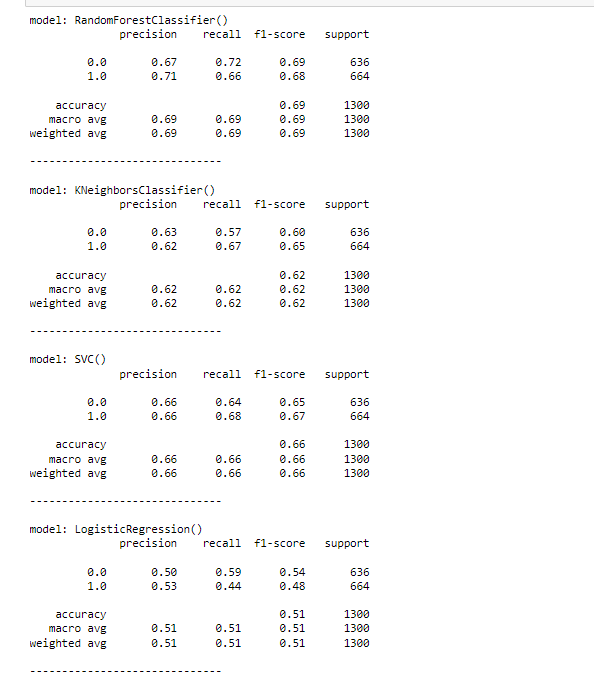 model: RandomForestClassifier()
precision recall f1-score support
0.0 0.67 0.72 0.69 636
1.0 0.71 0.66 0.68 664
accuracy 0.69 1300
macro avg 0.69 0.69 0.69 1300
weighted avg 0.69 0.69 0.69 1300
------------------------------
model: KNeighborsClassifier()
precision recall f1-score support
0.0 0.63 0.57 0.60 636
1.0 0.62 0.67 0.65 664
accuracy 0.62 1300
macro avg 0.62 0.62 0.62 1300
weighted avg 0.62 0.62 0.62 1300
------------------------------
model: SVC()
precision recall f1-score support
0.0 0.66 0.64 0.65 636
1.0 0.66 0.68 0.67 664
accuracy 0.66 1300
macro avg 0.66 0.66 0.66 1300
weighted avg 0.66 0.66 0.66 1300
------------------------------
model: LogisticRegression()
precision recall f1-score support
0.0 0.50 0.59 0.54 636
1.0 0.53 0.44 0.48 664
accuracy 0.51 1300
macro avg 0.51 0.51 0.51 1300
weighted avg 0.51 0.51 0.51 1300
------------------------------